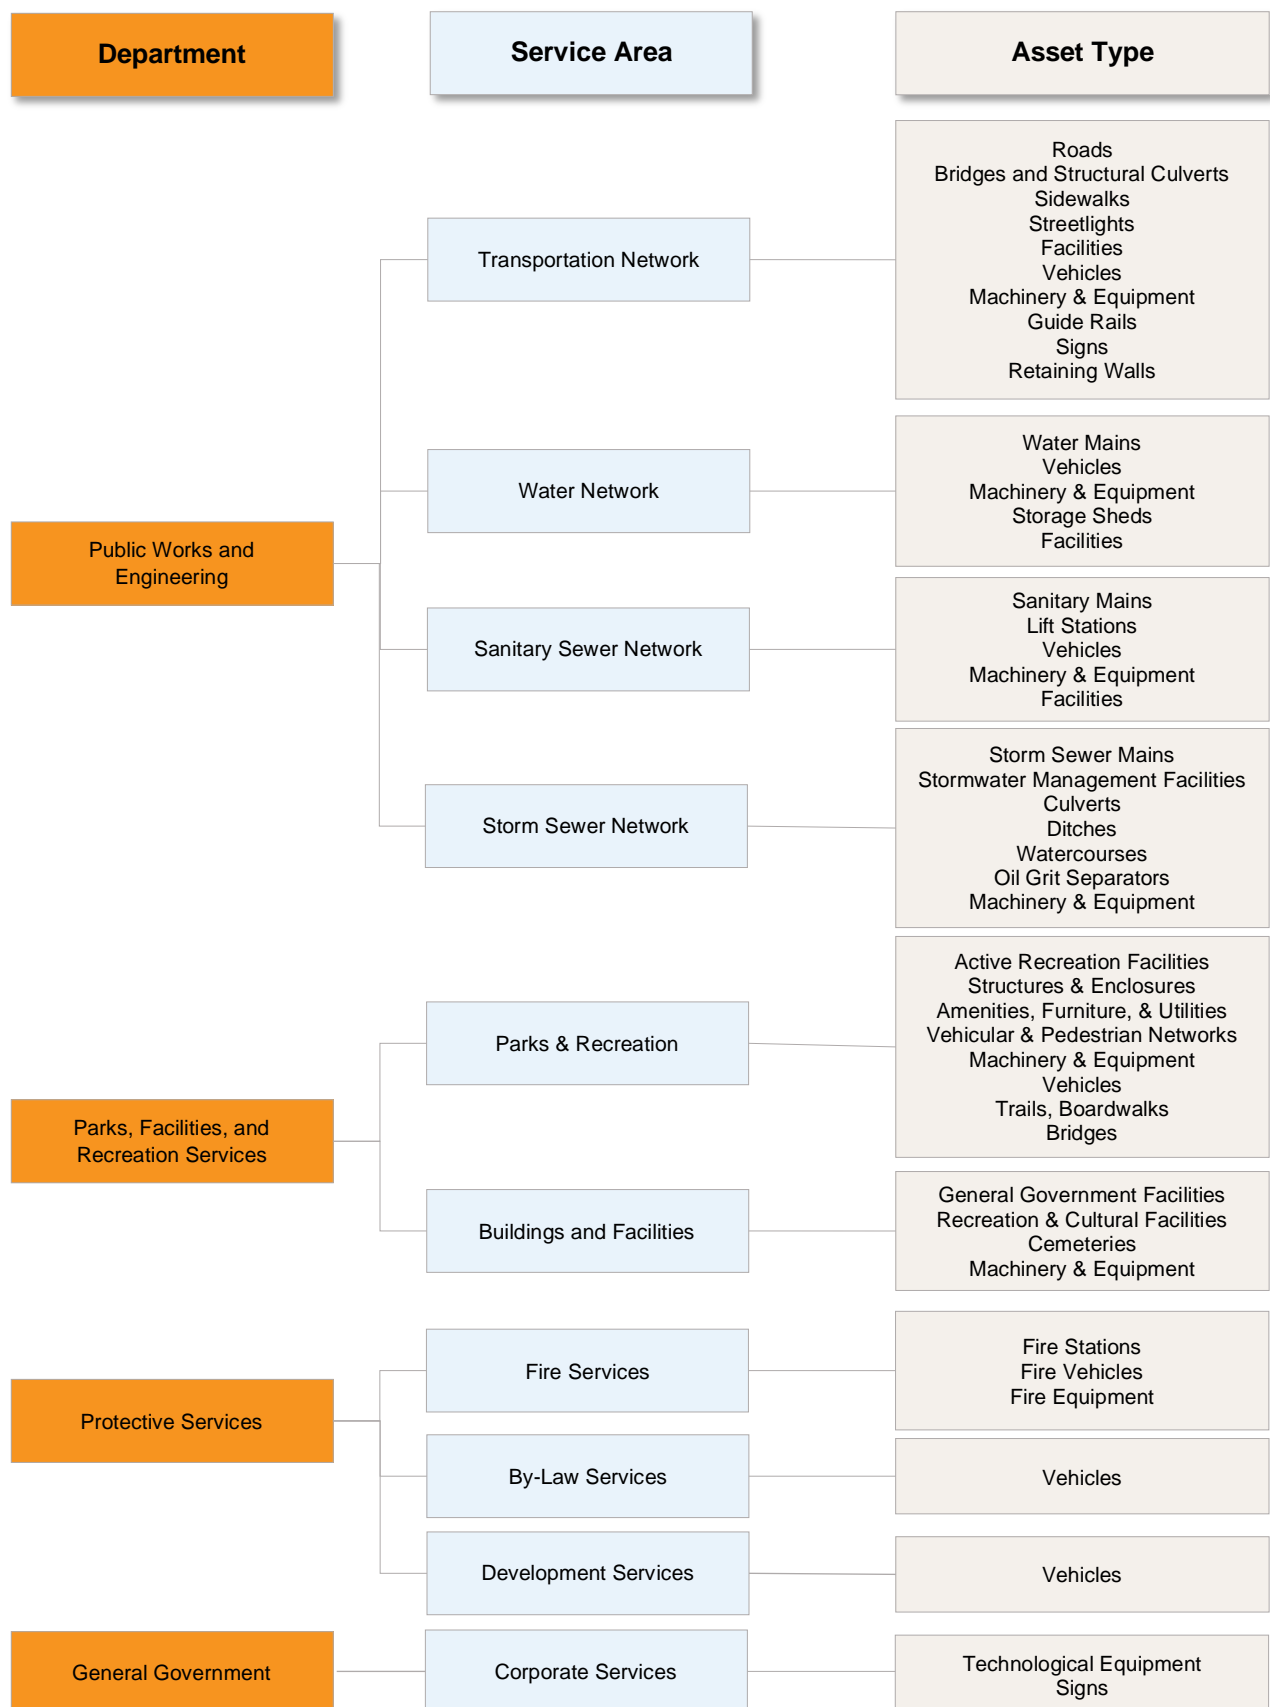 Department
Service Area
Asset Type
Public Works and
Engineering
Transportation Network
Roads
Bridges and Structural Culverts
Sidewalks
Streetlights
Facilities
Vehicles
Machinery & Equipment
Guide Rails
Signs
Retaining Walls
Water Network
Water Mains
Vehicles
Machinery & Equipment
Storage Sheds
Facilities
Sanitary Sewer Network
Sanitary Mains
Lift Stations
Vehicles
Machinery & Equipment
Facilities
Storm Sewer Network
Storm Sewer Mains
Stormwater Management Facilities
Culverts
Ditches
Watercourses
Oil Grit Separators
Machinery & Equipment
Parks, Facilities, and
Recreation Services
Parks & Recreation
Active Recreation Facilities
Structures & Enclosures
Amenities, Furniture, & Utilities
Vehicular & Pedestrian Networks
Machinery & Equipment
Vehicles
Trails, Boardwalks
Bridges
Buildings and Facilities
General Government Facilities
Recreation & Cultural Facilities
Cemeteries
Machinery & Equipment
Protective Services
Fire Services
Fire Stations
Fire Vehicles
Fire Equipment
By-Law Services
Vehicles
Development Services
Vehicles
General Government
Corporate Services
Technological Equipment
Signs